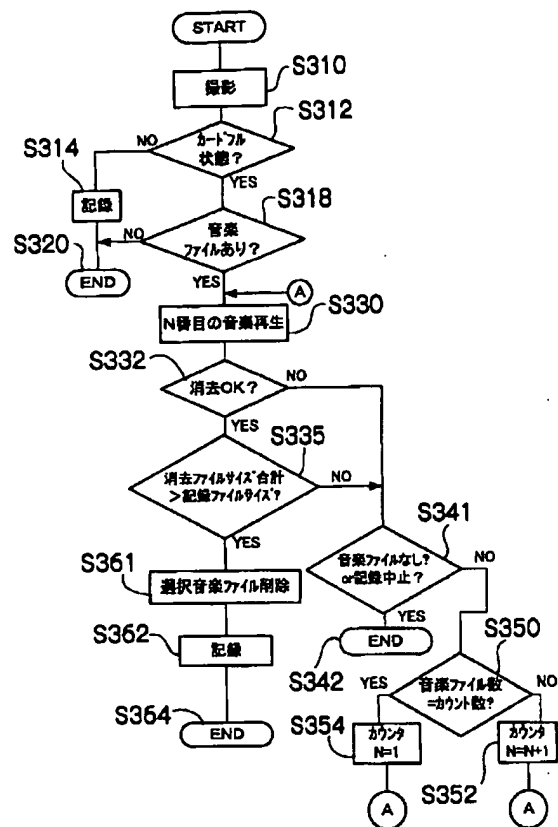 START
S310
撮影
S312
カードフル
状態？
NO
YES
S314
記録
S318
音楽
ファイルあり？
NO
YES
S320
END
A
S330
N番目の音楽再生
S332
消去OK？
NO
YES
S335
消去ファイルサイズ合計
＞記録ファイルサイズ？
NO
YES
S341
音楽ファイルなし？
or記録中止？
NO
YES
S361
選択音楽ファイル削除
S342
END
S362
記録
S350
音楽ファイル数
=カウント数？
YES
NO
S364
END
S354
カウンタ
N=1
S352
カウンタ
N=N+1
A
A